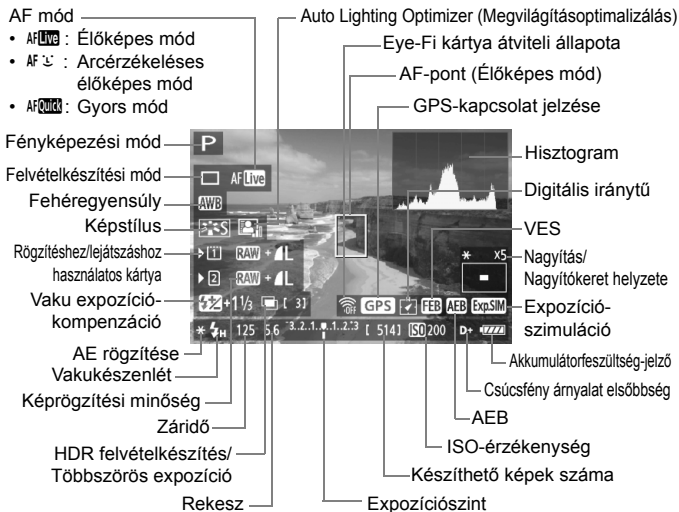 AF mód
• AF Live : Élőképes mód
• AF : Arcérzékeléses
élőképes mód
• AF Quick : Gyors mód
Fényképezési mód
Felvételkészítési mód
Fehéregyensúly
Képstílus
Rögzítéshez/lejátszáshoz
használatos kártya
Vaku expozíció-
kompenzáció
AE rögzítése
Vakukészenlét
Képrögzítési minőség
Záridő
HDR felvételkészítés/
Többszörös expozíció
Rekesz
Auto Lighting Optimizer (Megvilágításoptimalizálás)
Eye-Fi kártya átviteli állapota
AF-pont (Élőképes mód)
GPS-kapcsolat jelzése
Hisztogram
Digitális iránytű
VES
Nagyítás/
Nagyítókeret helyzete
Expozíció-
szimuláció
Akkumulátorfeszültség-jelző
Csúcsfény árnyalat elsőbbség
AEB
ISO-érzékenység
Készíthető képek száma
Expozíciószint
P
AF Live
AWB
S
1 RAW + L
2 RAW + L
+1 1/3 [ 3]
OFF GPS FEB AEB Exp.SIM
x5
H 125 5.6 -3..2..1..0..1..2.:3 [ 514] ISO 200 D+